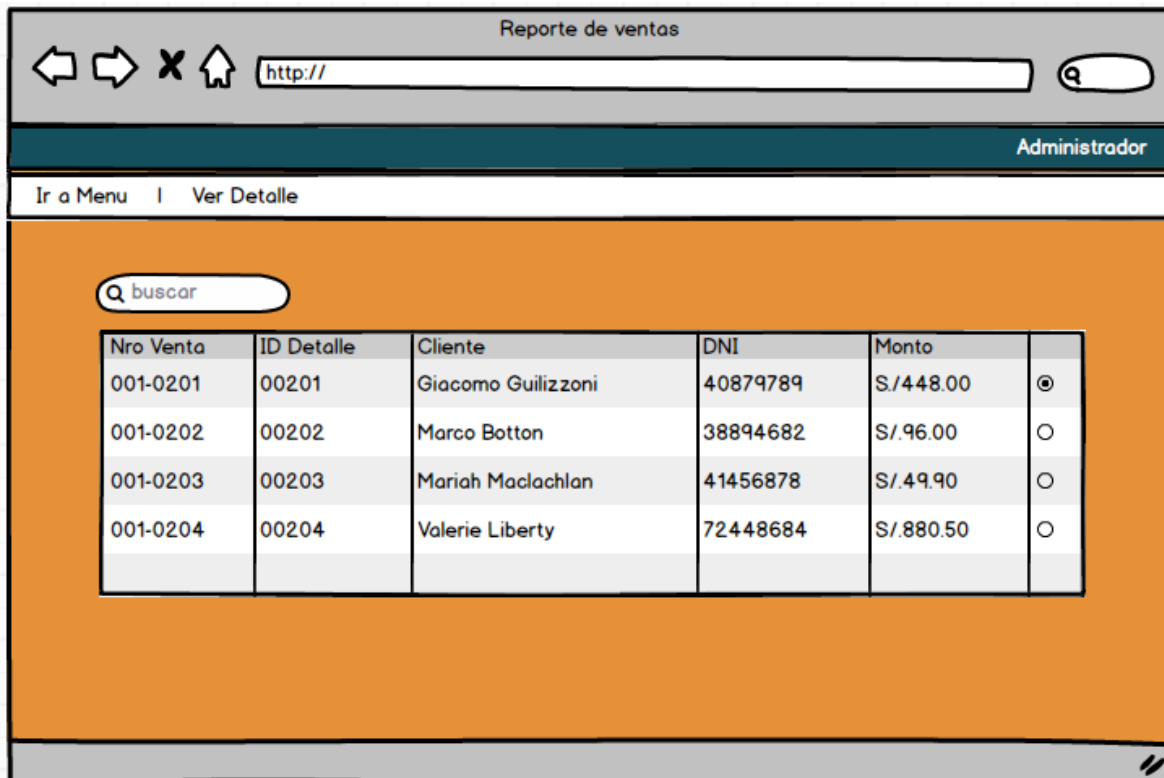 Reporte de ventas
http://
Administrador
Ir a Menu | Ver Detalle
buscar
Nro Venta ID Detalle Cliente DNI Monto
001-0201 00201 Giacomo Guilizzoni 40879789 S./448.00
001-0202 00202 Marco Botton 38894682 S/.96.00
001-0203 00203 Mariah Maclachlan 41456878 S/.49.90
001-0204 00204 Valerie Liberty 72448684 S/.880.50